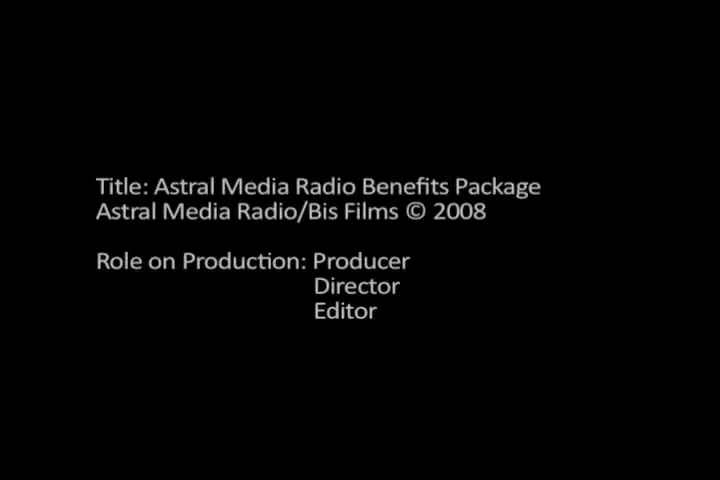 Title: Astral Media Radio Benefits Package
Astral Media Radio/Bis Films © 2008
Role on Production: Producer
Director
Editor